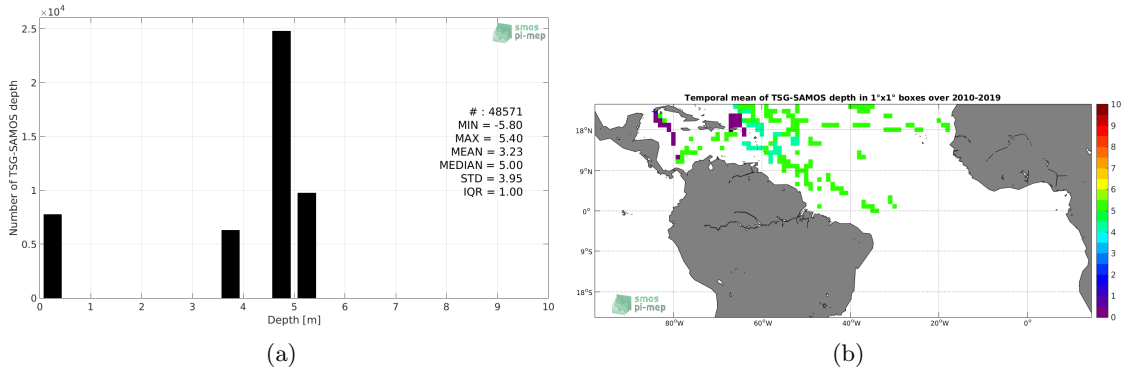 ×10⁴
2.5
2
1.5
1
0.5
0
0 1 2 3 4 5 6 7 8 9 10
Number of TSG-SAMOS depth
Depth [m]
smos
pi-mep
# : 48571
MIN = -5.80
MAX = 5.40
MEAN = 3.23
MEDIAN = 5.00
STD = 3.95
IQR = 1.00
(a)
Temporal mean of TSG-SAMOS depth in 1°x1° boxes over 2010-2019
18°N
9°N
0°
9°S
18°S
80°W 60°W 40°W 20°W 0°
smos
pi-mep
10
9
8
7
6
5
4
3
2
1
0
(b)